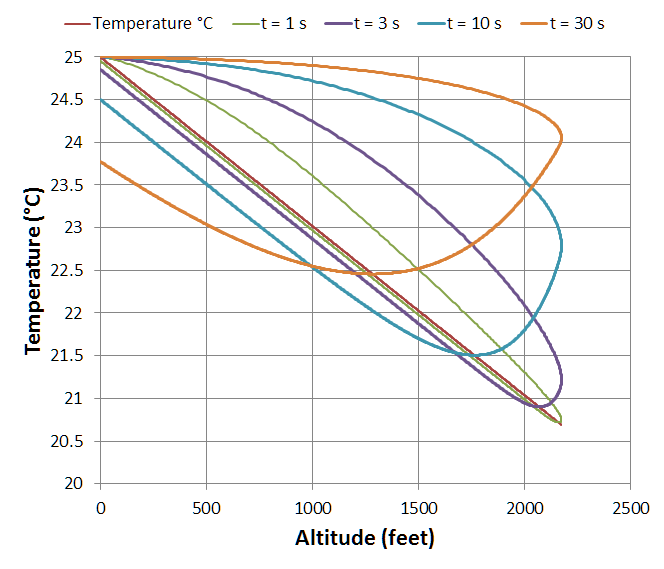 Temperature °C t = 1 s t = 3 s t = 10 s t = 30 s
25
24.5
24
23.5
23
22.5
22
21.5
21
20.5
20
Temperature (°C)
0 500 1000 1500 2000 2500
Altitude (feet)